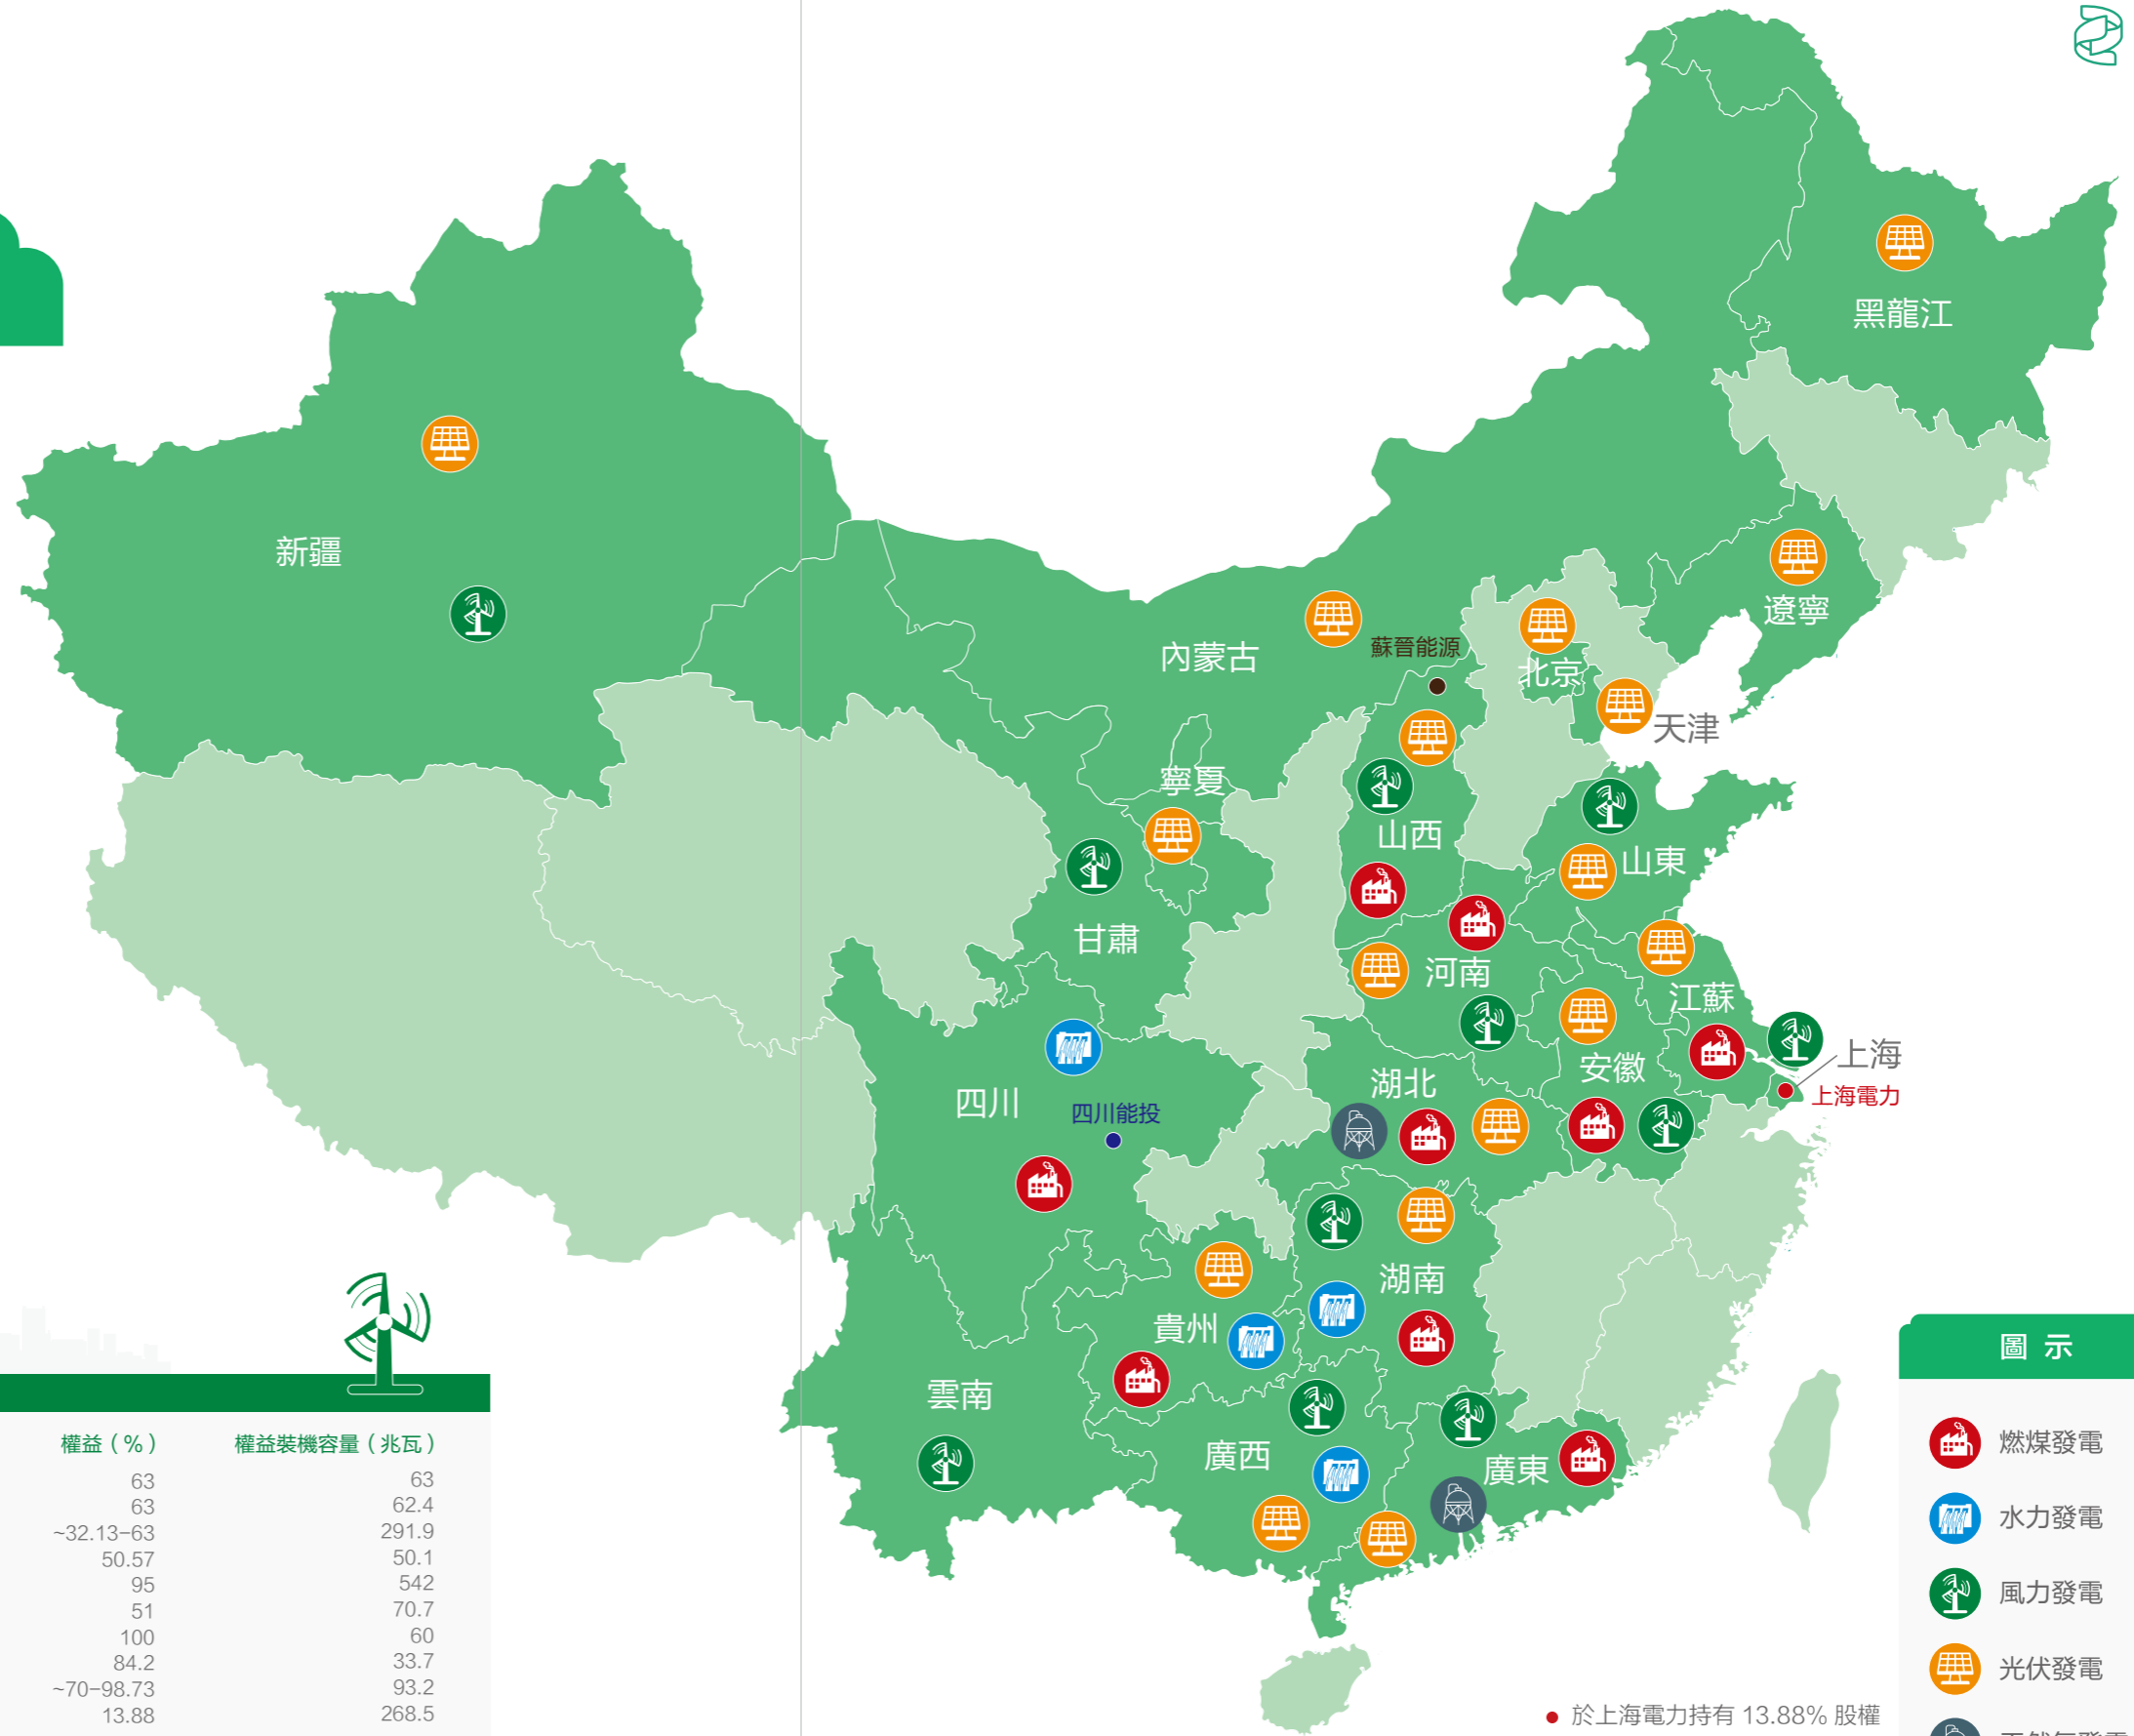 黑龍江
新疆
遼寧
內蒙古
蘇晉能源
北京
天津
寧夏
山西
山東
甘肅
河南
江蘇
上海
安徽
湖北
四川
四川能投
上海電力
湖南
貴州
雲南
廣西
廣東
圖 示
燃煤發電
水力發電
風力發電
光伏發電
天然氣發電
權益（%） 權益裝機容量（兆瓦）
63 63
63 62.4
~32.13-63 291.9
50.57 50.1
95 542
51 70.7
100 60
84.2 33.7
~70-98.73 93.2
13.88 268.5
於上海電力持有 13.88% 股權